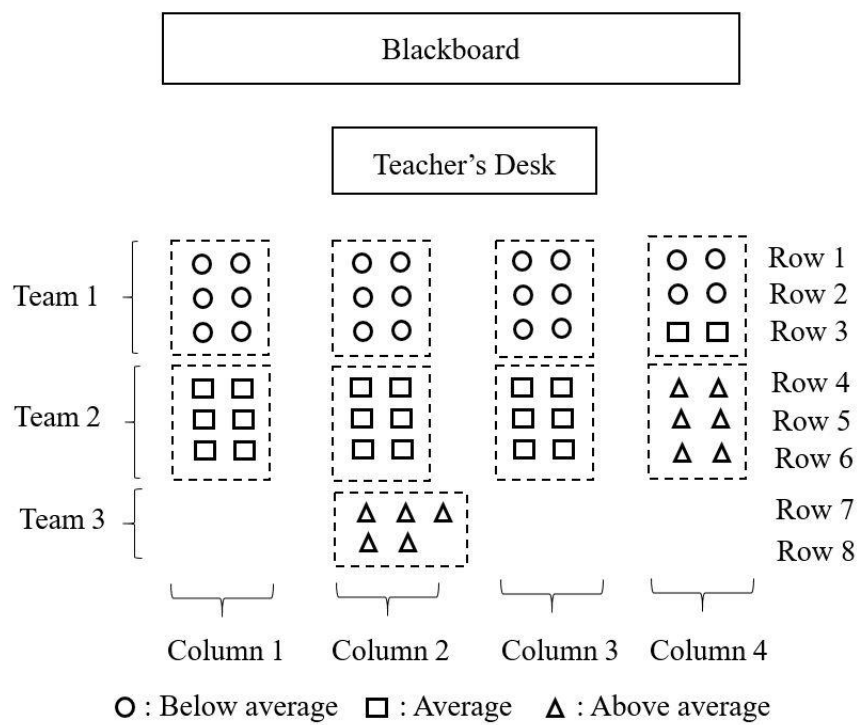 Blackboard
Teacher's Desk
Team 1
Row 1
Row 2
Row 3
Team 2
Row 4
Row 5
Row 6
Team 3
Row 7
Row 8
Column 1 Column 2 Column 3 Column 4
: Below average : Average : Above average